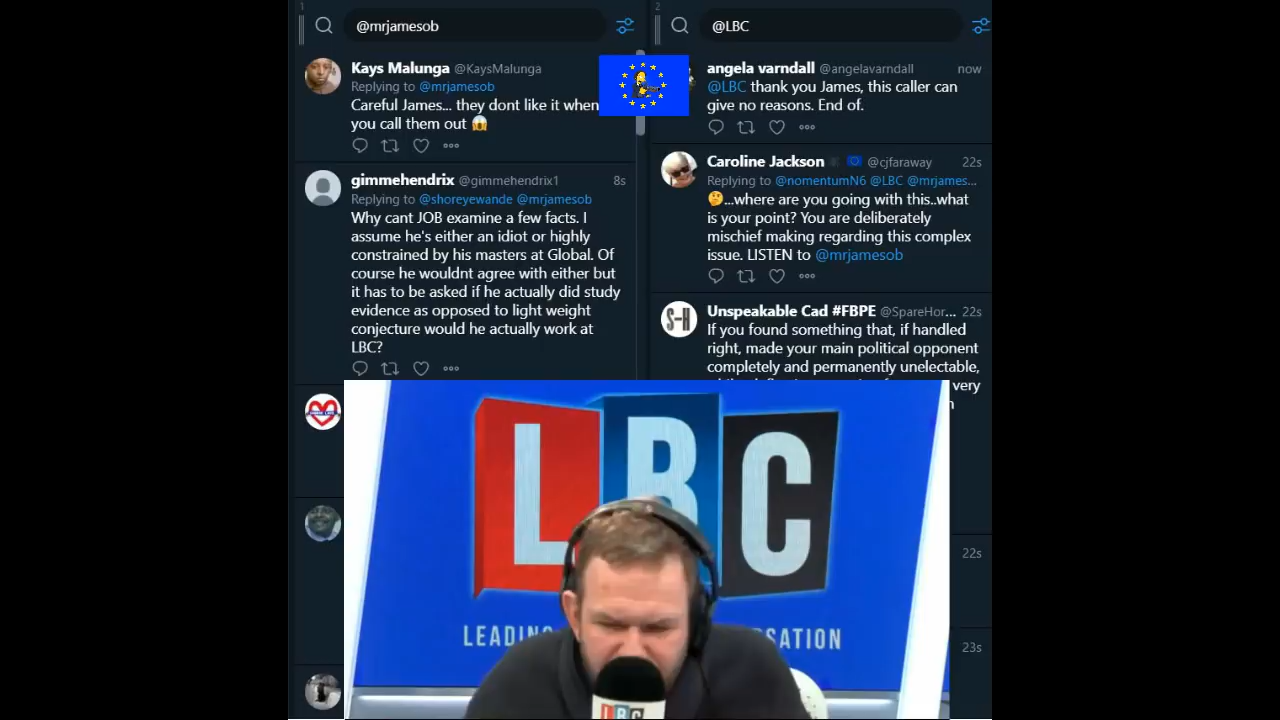 1
@mrjamesob
Kays Malunga @KaysMalunga
Replying to @mrjamesob
Careful James... they dont like it when
you call them out 😱
gimmehendrix @gimmehendrix1 8s
Replying to @shoreyewande @mrjamesob
Why cant JOB examine a few facts. I
assume he's either an idiot or highly
constrained by his masters at Global. Of
course he wouldnt agree with either but
it has to be asked if he actually did study
evidence as opposed to light weight
conjecture would he actually work at
LBC?
2
@LBC
angela varndall @angelavarndall now
@LBC thank you James, this caller can
give no reasons. End of.
Caroline Jackson @cjfaraway 22s
Replying to @nomentumN6 @LBC @mrjames...
🤔...where are you going with this..what
is your point? You are deliberately
mischief making regarding this complex
issue. LISTEN to @mrjamesob
S-H
Unspeakable Cad #FBPE @SpareHor... 22s
If you found something that, if handled
right, made your main political opponent
completely and permanently unelectable,
very
22s
23s
LBC
LEADING
LBC